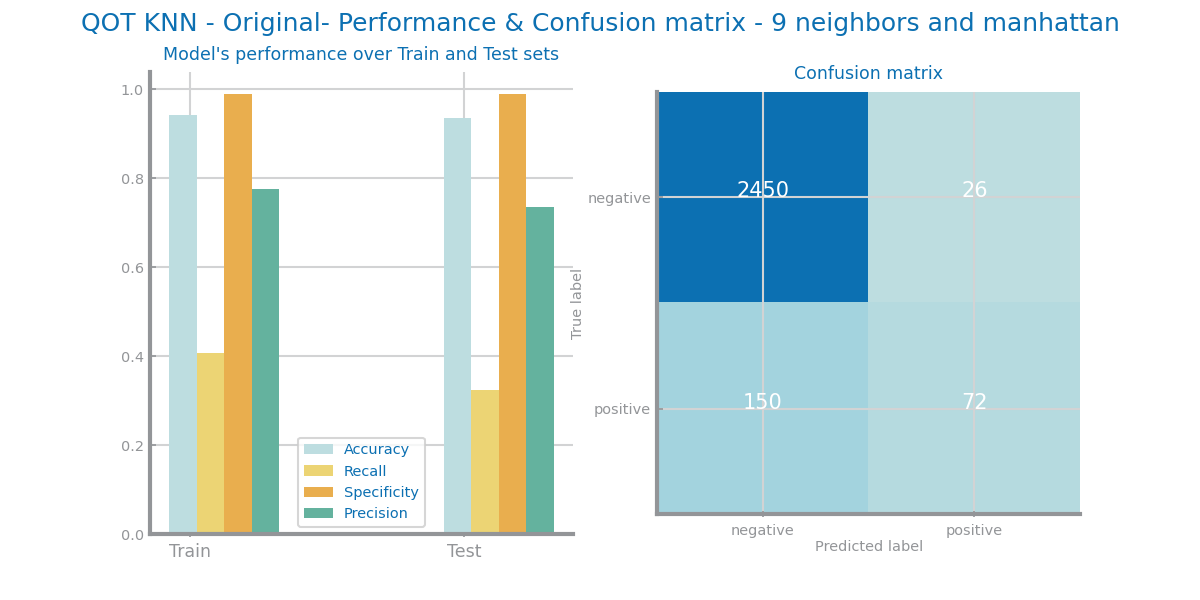 QOT KNN - Original- Performance & Confusion matrix - 9 neighbors and manhattan
Model's performance over Train and Test sets
1.0
0.8
0.6
0.4
0.2
0.0
Train
Test
Accuracy
Recall
Specificity
Precision
Confusion matrix
True label
negative
positive
2450
26
150
72
negative
positive
Predicted label